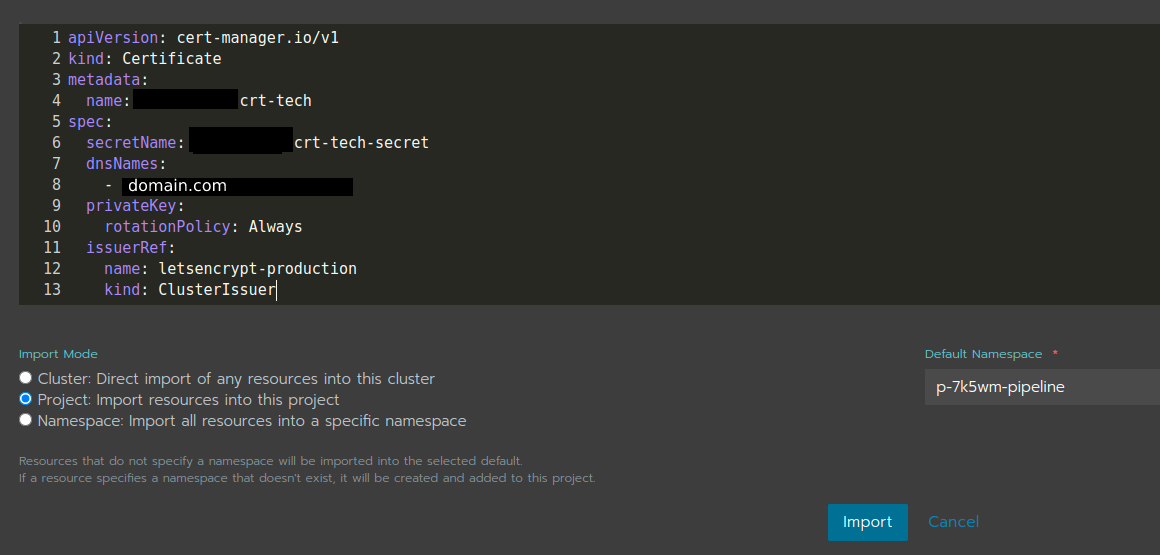 1 apiVersion: cert-manager.io/v1
2 kind: Certificate
3 metadata:
4 name: crt-tech
5 spec:
6 secretName: crt-tech-secret
7 dnsNames:
8 - domain.com
9 privateKey:
10 rotationPolicy: Always
11 issuerRef:
12 name: letsencrypt-production
13 kind: ClusterIssuer
Import Mode
Default Namespace *
Cluster: Direct import of any resources into this cluster
Project: Import resources into this project
p-7k5wm-pipeline
Namespace: Import all resources into a specific namespace
Resources that do not specify a namespace will be imported into the selected default.
If a resource specifies a namespace that doesn't exist, it will be created and added to this project.
Import Cancel